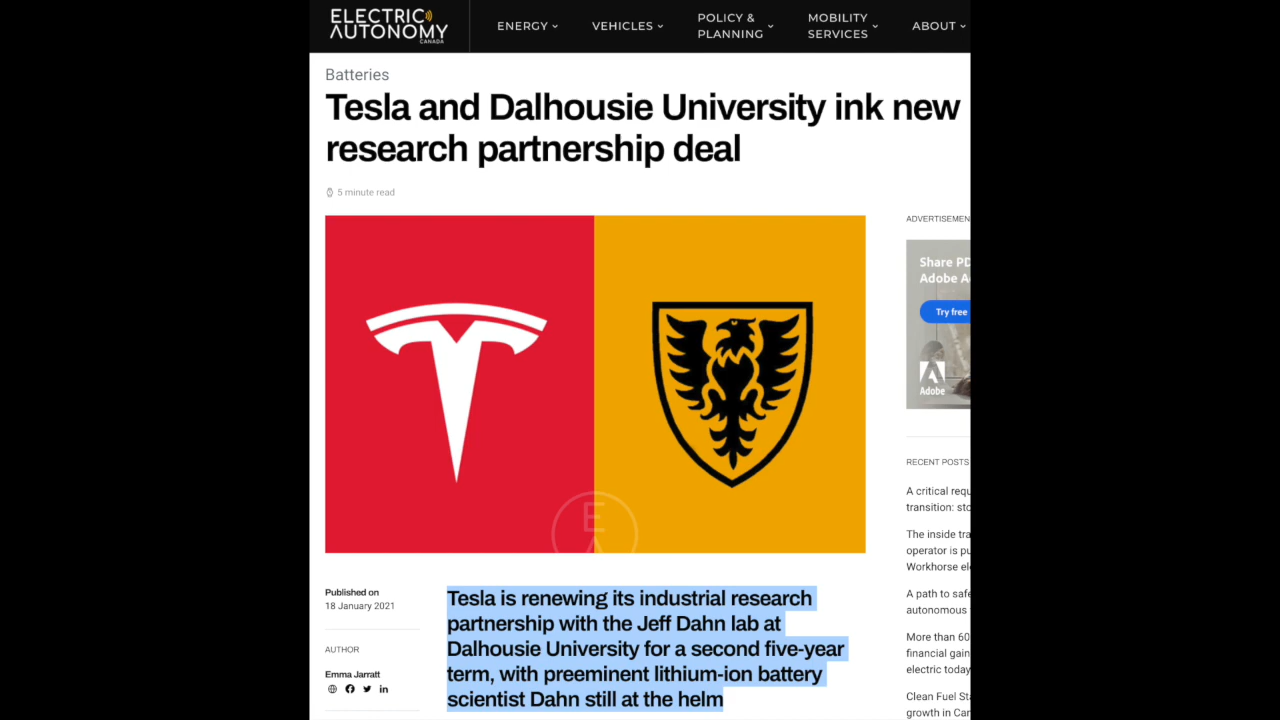 ELECTRIC
AUTONOMY
CANADA
ENERGY
VEHICLES
POLICY &
PLANNING
MOBILITY
SERVICES
ABOUT
Batteries
Tesla and Dalhousie University ink new
research partnership deal
5 minute read
ADVERTISEMEN
Share PD
Adobe A
Try free
Adobe
E
A
RECENT POSTS
A critical requ
transition: sto
The inside tra
operator is pu
Workhorse ele
A path to safe
autonomous
More than 60
financial gain
electric today
Clean Fuel Sta
growth in Can
Published on
18 January 2021
AUTHOR
Emma Jarratt
Tesla is renewing its industrial research
partnership with the Jeff Dahn lab at
Dalhousie University for a second five-year
term, with preeminent lithium-ion battery
scientist Dahn still at the helm